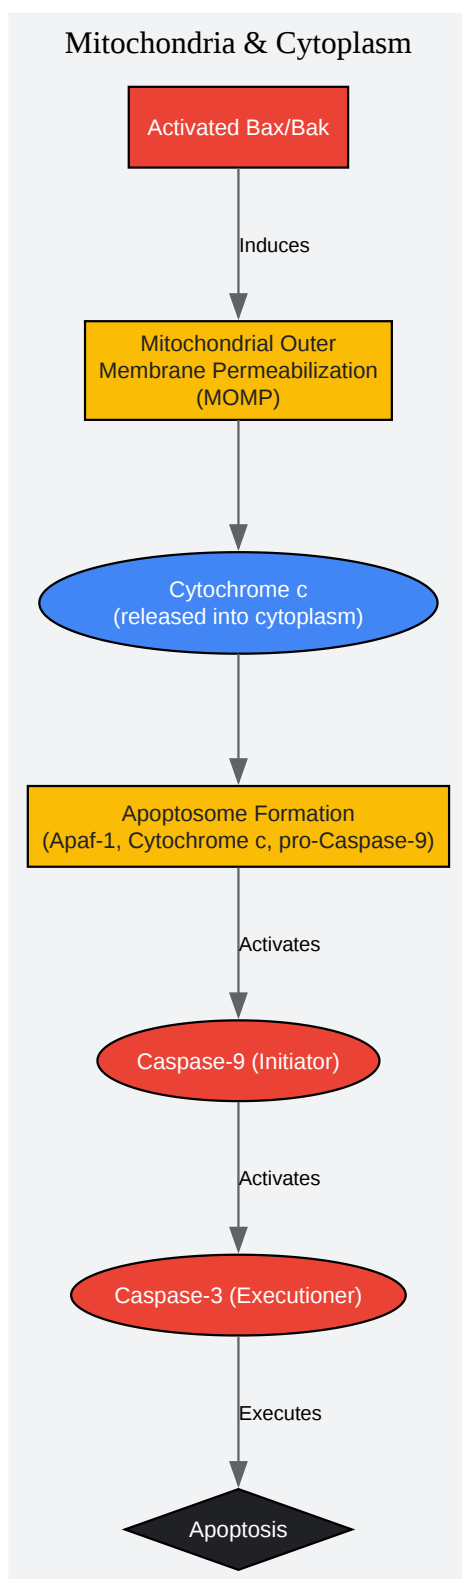 Mitochondria & Cytoplasm
Activated Bax/Bak
Induces
Mitochondrial Outer
Membrane Permeabilization
(MOMP)
Cytochrome c
(released into cytoplasm)
Apoptosome Formation
(Apaf-1, Cytochrome c, pro-Caspase-9)
Activates
Caspase-9 (Initiator)
Activates
Caspase-3 (Executioner)
Executes
Apoptosis